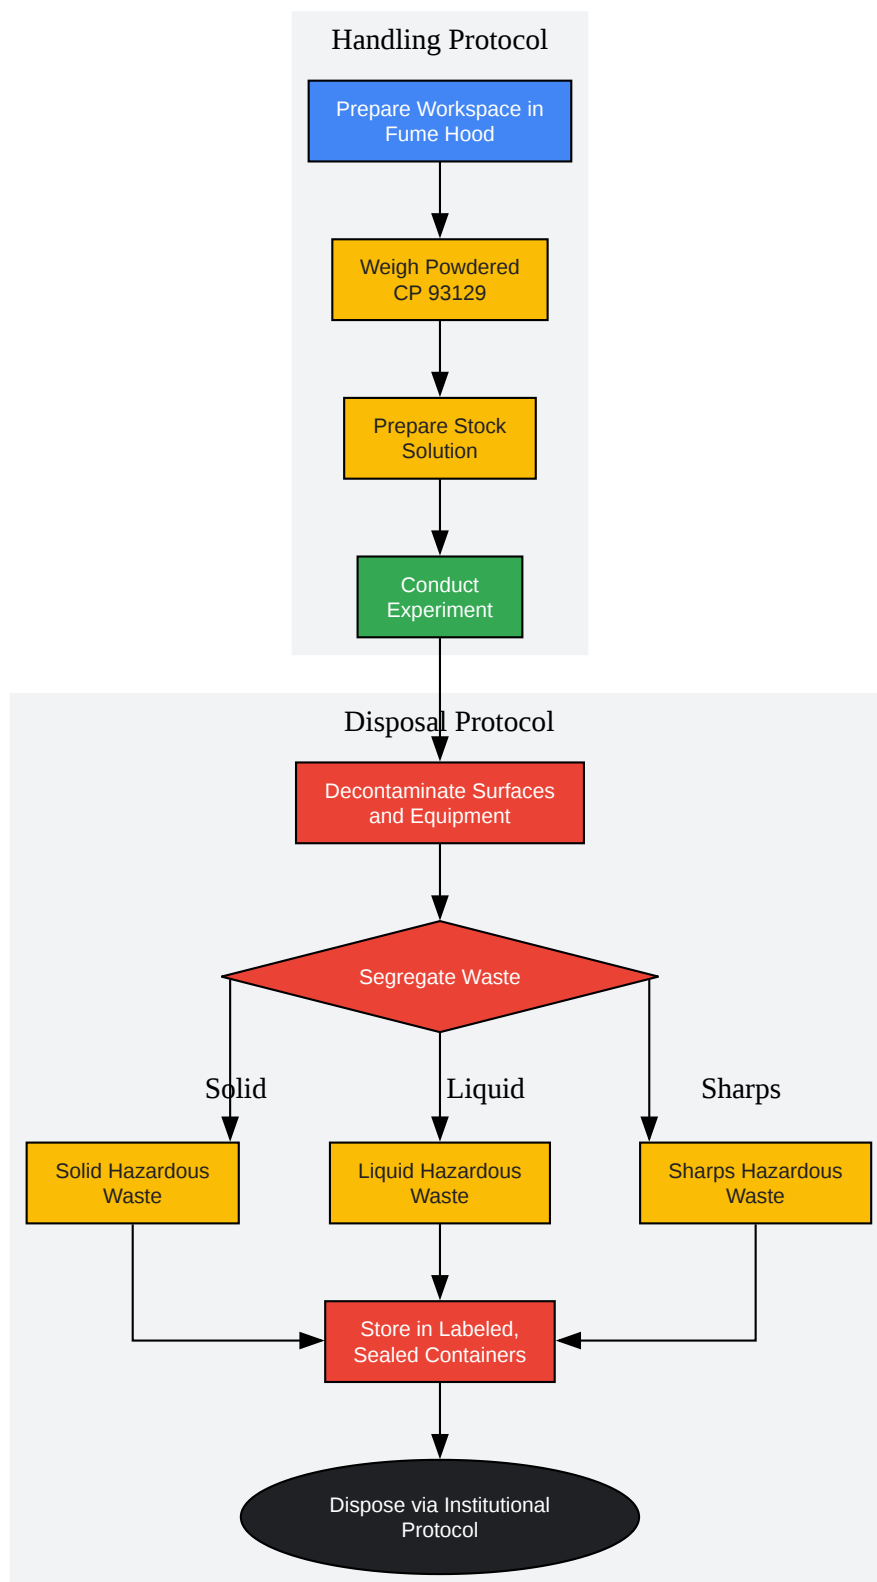 Handling Protocol
Prepare Workspace in
Fume Hood
Weigh Powdered
CP 93129
Prepare Stock
Solution
Conduct
Experiment
Disposal Protocol
Decontaminate Surfaces
and Equipment
Segregate Waste
Solid
Liquid
Sharps
Solid Hazardous
Waste
Liquid Hazardous
Waste
Sharps Hazardous
Waste
Store in Labeled,
Sealed Containers
Dispose via Institutional
Protocol